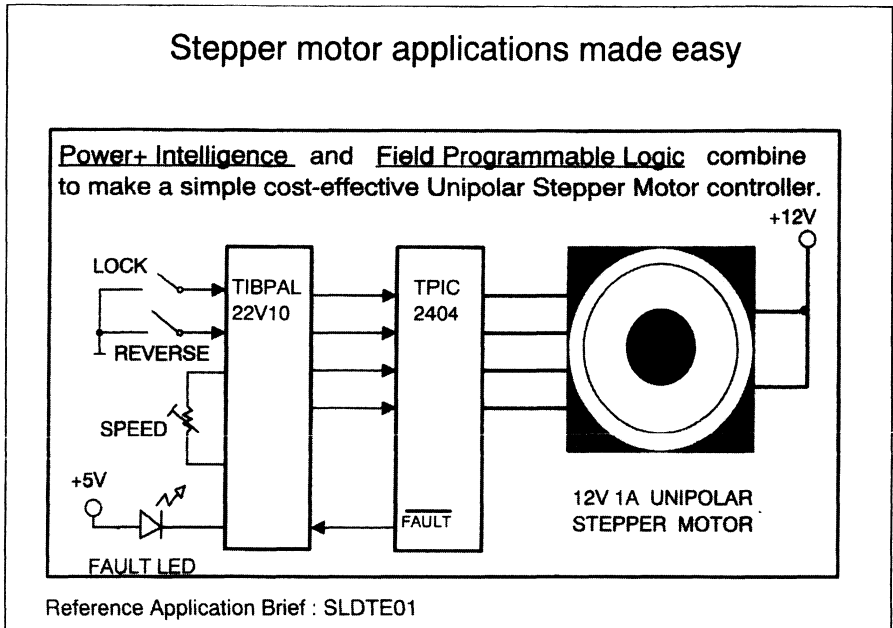 Stepper motor applications made easy
Power+ Intelligence and Field Programmable Logic combine
to make a simple cost-effective Unipolar Stepper Motor controller.
+12V
LOCK
TIBPAL
22V10
TPIC
2404
REVERSE
SPEED
+5V
FAULT
FAULT LED
12V 1A UNIPOLAR
STEPPER MOTOR
Reference Application Brief : SLDTE01